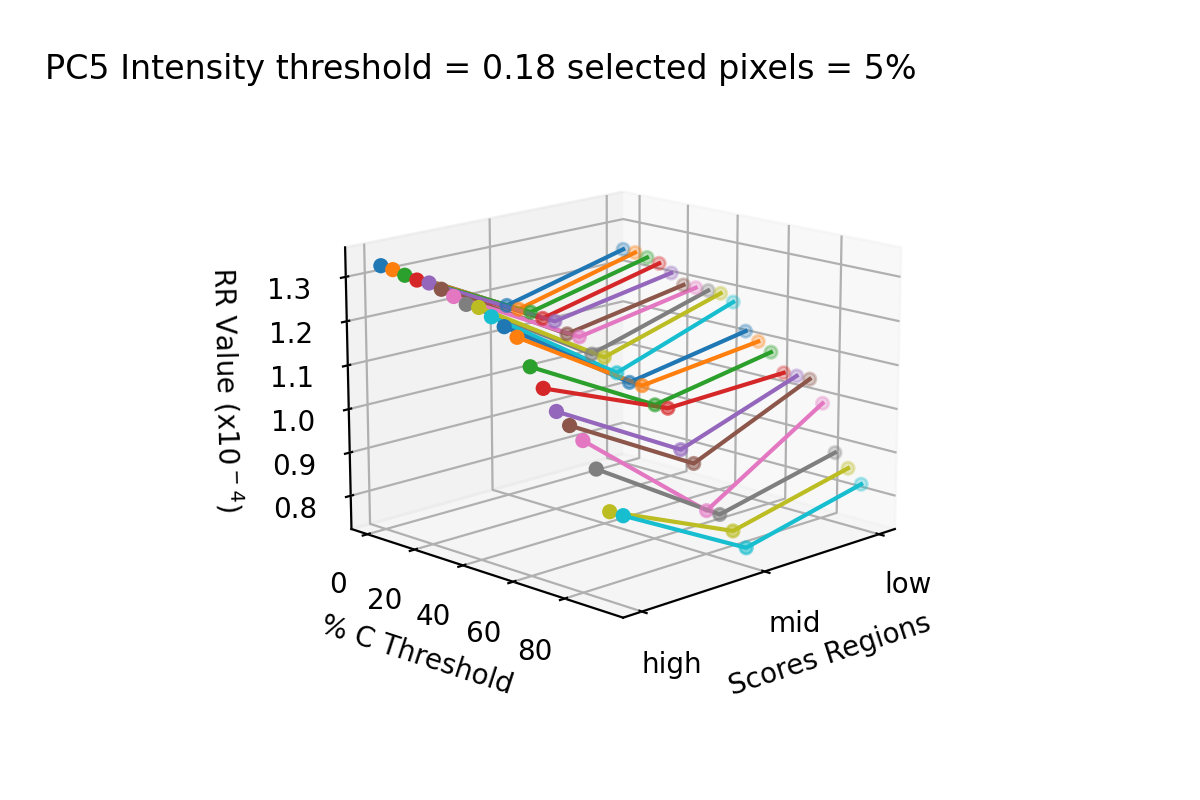 PC5 Intensity threshold = 0.18 selected pixels = 5%
RR Value (x10⁻⁴)
1.3
1.2
1.1
1.0
0.9
0.8
0
20
40
60
80
% C Threshold
high
mid
low
Scores Regions